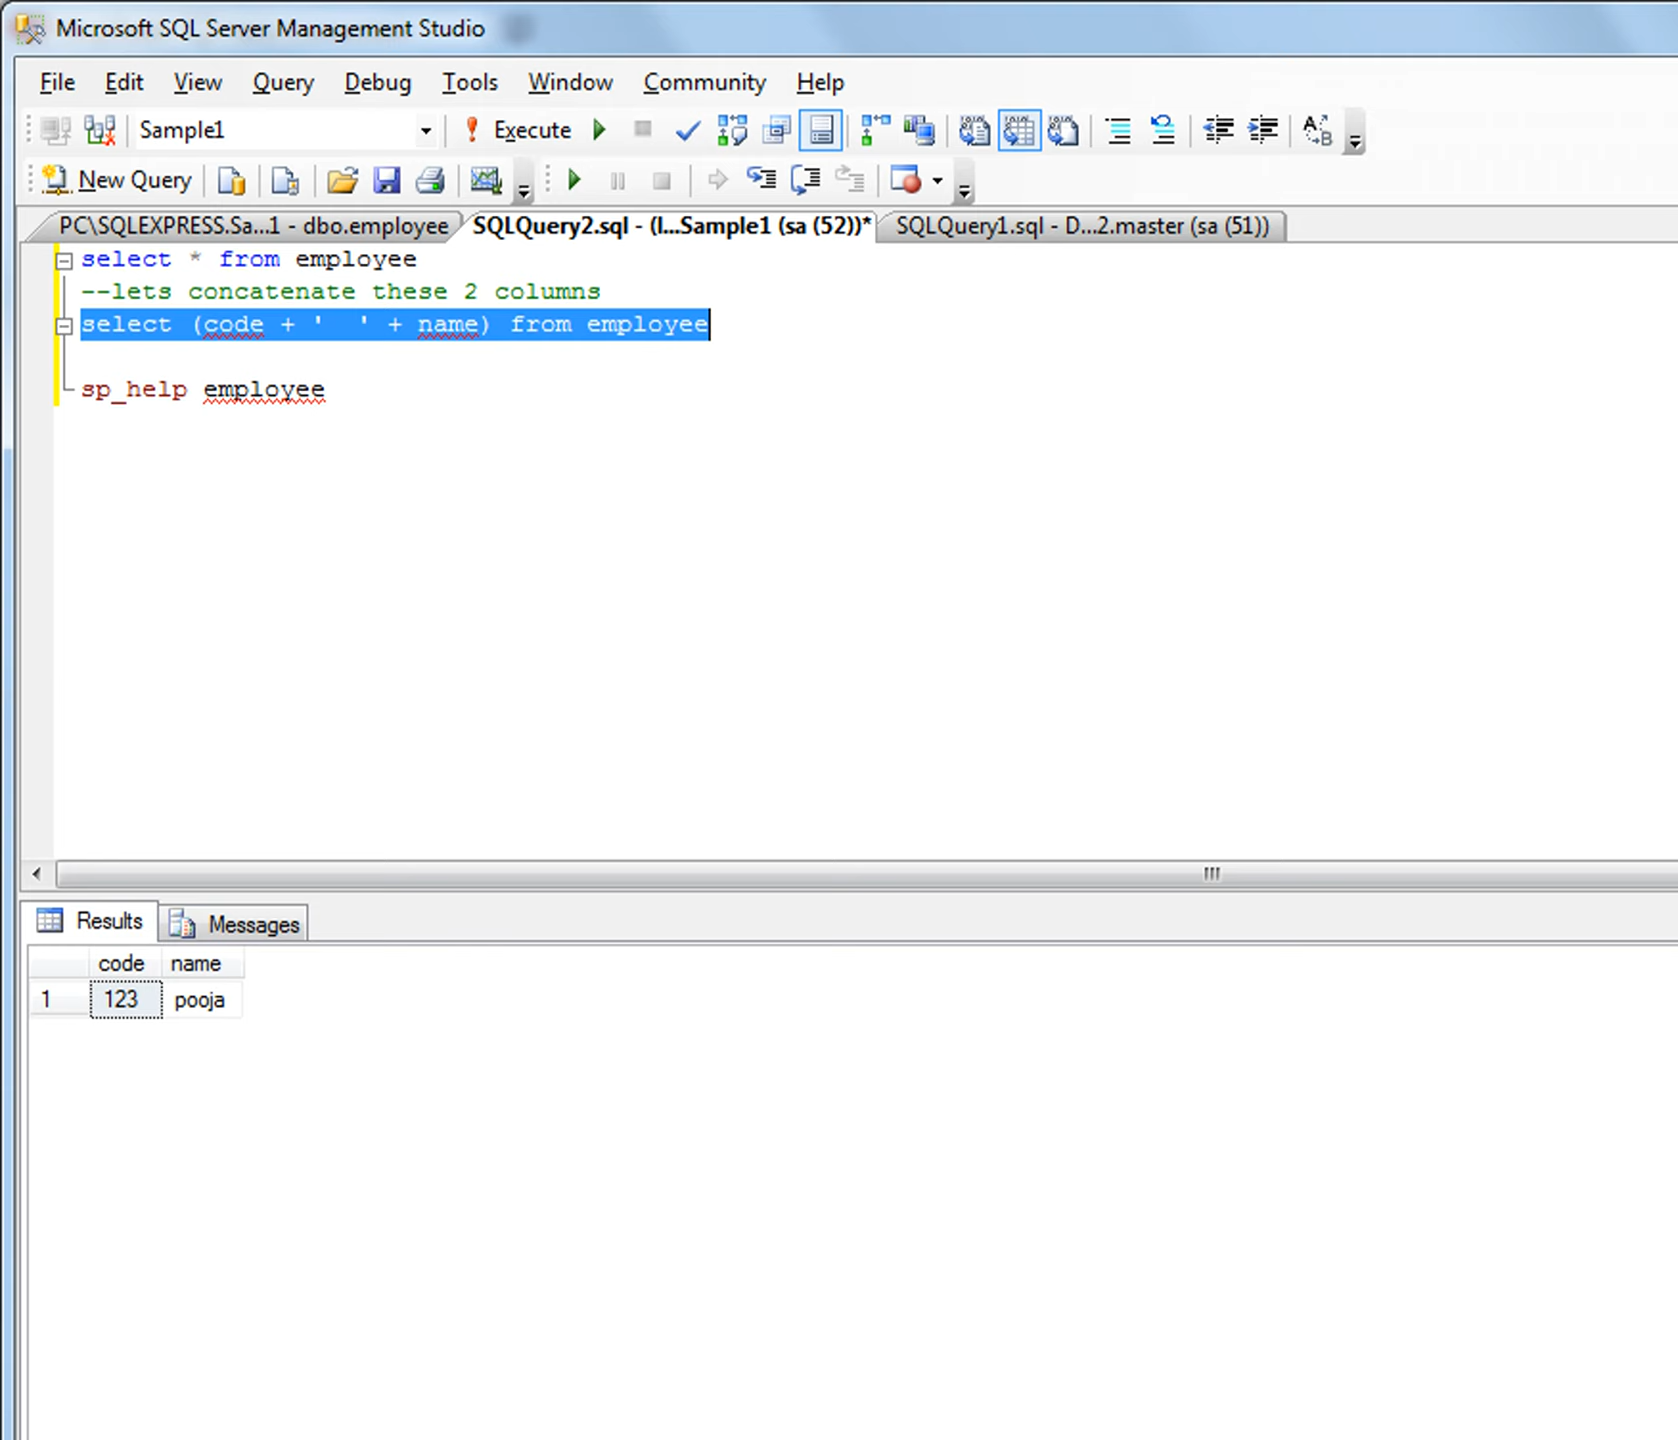 Microsoft SQL Server Management Studio
File Edit View Query Debug Tools Window Community Help
Sample1 Execute
New Query
PC\SQLEXPRESS.Sa...1 - dbo.employee SQLQuery2.sql - (l...Sample1 (sa (52))* SQLQuery1.sql - D...2.master (sa (51))
select * from employee
--lets concatenate these 2 columns
select (code + '  ' + name) from employee
sp_help employee
Results Messages
code name
1 123 pooja